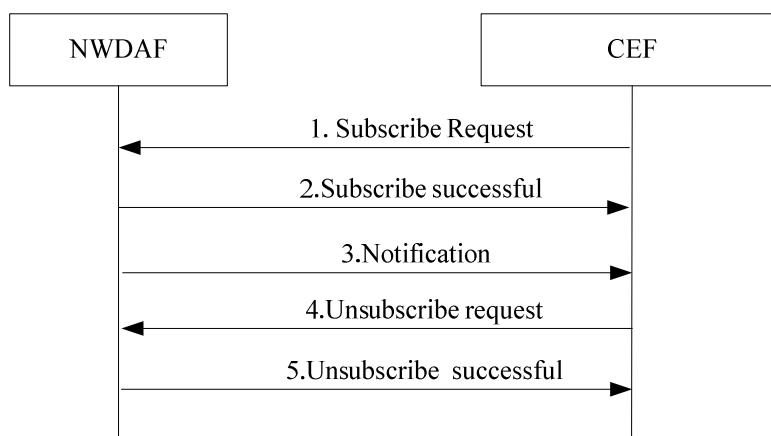 NWDAF
CEF
1. Subscribe Request
2.Subscribe successful
3.Notification
4.Unsubscribe request
5.Unsubscribe successful